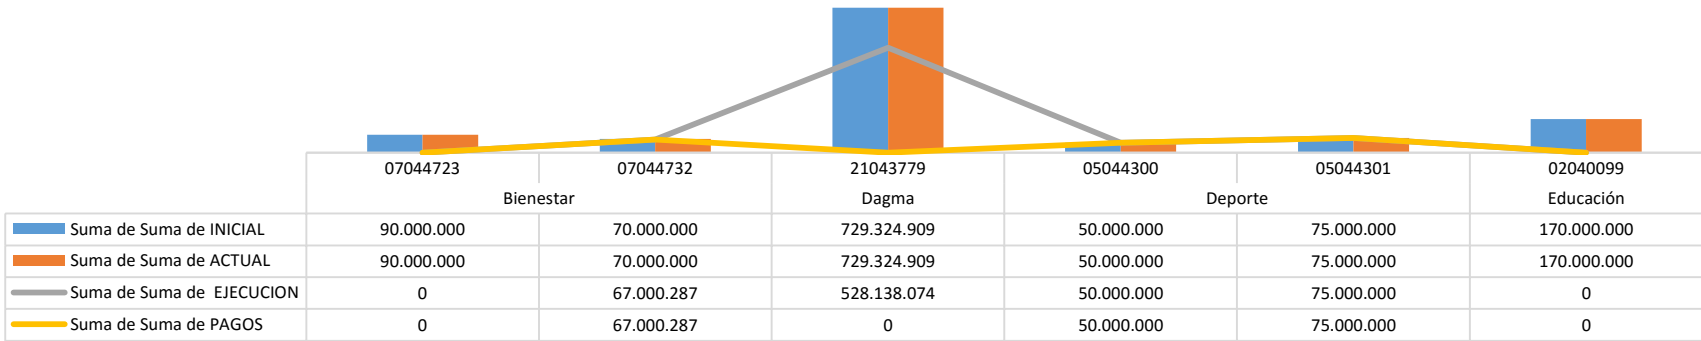 07044723 07044732 21043779 05044300 05044301 02040099
Bienestar Dagma Deporte Educación
Suma de Suma de INICIAL 90.000.000 70.000.000 729.324.909 50.000.000 75.000.000 170.000.000
Suma de Suma de ACTUAL 90.000.000 70.000.000 729.324.909 50.000.000 75.000.000 170.000.000
Suma de Suma de EJECUCION 0 67.000.287 528.138.074 50.000.000 75.000.000 0
Suma de Suma de PAGOS 0 67.000.287 0 50.000.000 75.000.000 0